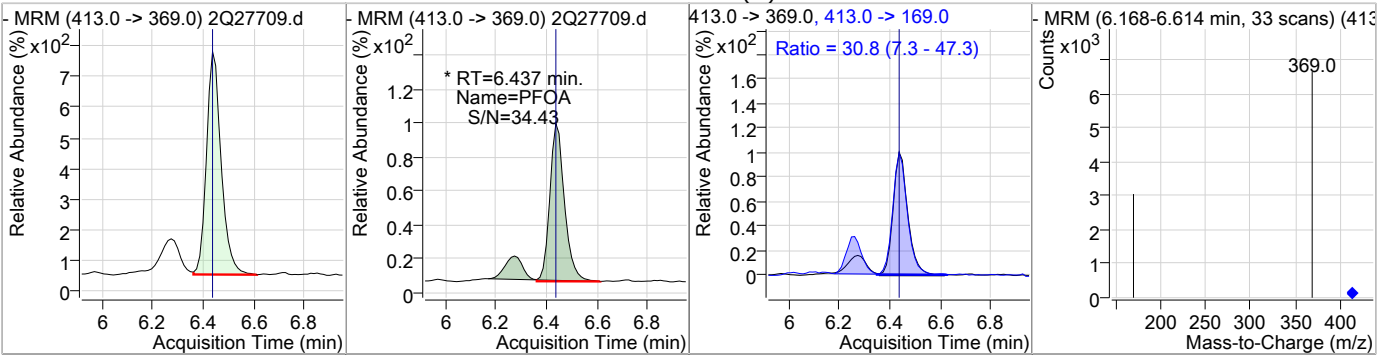 - MRM (413.0 -> 369.0) 2Q27709.d
Relative Abundance (%)
x10²
7
6
5
4
3
2
1
0
6 6.2 6.4 6.6 6.8
Acquisition Time (min)
- MRM (413.0 -> 369.0) 2Q27709.d
Relative Abundance (%)
x10²
* RT=6.437 min.
Name=PFOA
S/N=34.43
1.2
1
0.8
0.6
0.4
0.2
0
6 6.2 6.4 6.6 6.8
Acquisition Time (min)
413.0 -> 369.0, 413.0 -> 169.0
Relative Abundance (%)
x10²
Ratio = 30.8 (7.3 - 47.3)
1.6
1.4
1.2
1
0.8
0.6
0.4
0.2
0
6 6.2 6.4 6.6 6.8
Acquisition Time (min)
- MRM (6.168-6.614 min, 33 scans) (413
Counts
x10³
369.0
6
5
4
3
2
1
0
200 250 300 350 400
Mass-to-Charge (m/z)